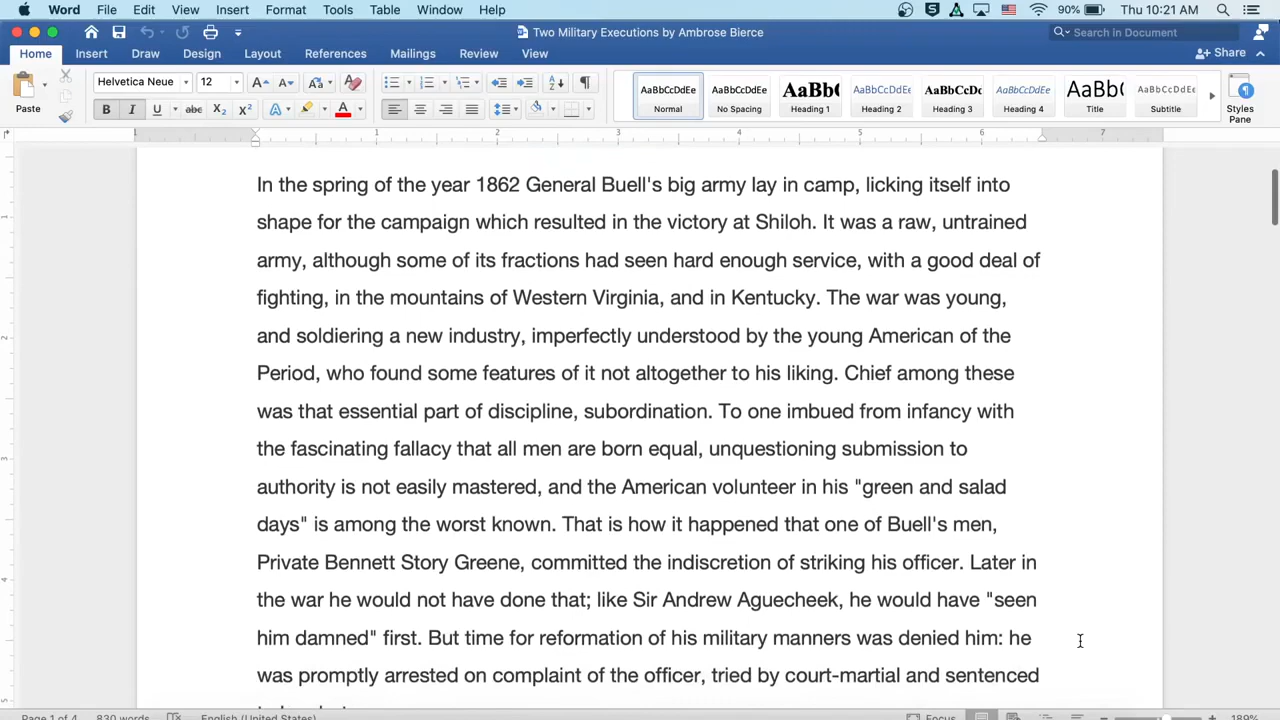 Word File Edit View Insert Format Tools Table Window Help 90% Thu 10:21 AM
Two Military Executions by Ambrose Bierce Search in Document
Home Insert Draw Design Layout References Mailings Review View Share
Paste Helvetica Neue 12
AaBbCcDdEe AaBbCcDdEe AaBb( AaBbCcDdE AaBbCcD AaBbCcDdEe AaBb( AaBbCcDdEe
Normal No Spacing Heading 1 Heading 2 Heading 3 Heading 4 Title Subtitle Styles Pane
1 1 2 3 4 5 6 7
In the spring of the year 1862 General Buell's big army lay in camp, licking itself into
shape for the campaign which resulted in the victory at Shiloh. It was a raw, untrained
army, although some of its fractions had seen hard enough service, with a good deal of
fighting, in the mountains of Western Virginia, and in Kentucky. The war was young,
and soldiering a new industry, imperfectly understood by the young American of the
Period, who found some features of it not altogether to his liking. Chief among these
was that essential part of discipline, subordination. To one imbued from infancy with
the fascinating fallacy that all men are born equal, unquestioning submission to
authority is not easily mastered, and the American volunteer in his "green and salad
days" is among the worst known. That is how it happened that one of Buell's men,
Private Bennett Story Greene, committed the indiscretion of striking his officer. Later in
the war he would not have done that; like Sir Andrew Aguecheek, he would have "seen
him damned" first. But time for reformation of his military manners was denied him: he
was promptly arrested on complaint of the officer, tried by court-martial and sentenced
Page 1 of 4 830 words English (United States) Focus 189%